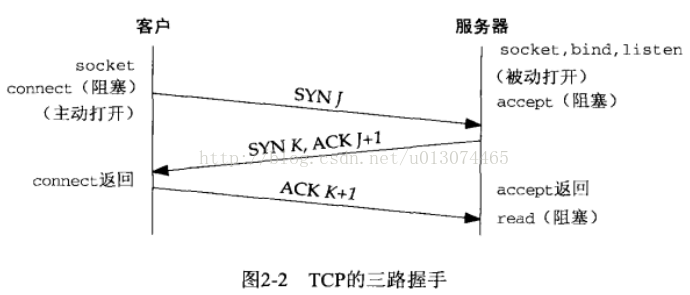 客户
服务器
socket
connect（阻塞）
（主动打开）
socket,bind,listen
（被动打开）
accept（阻塞）
SYN J
SYN K, ACK J+1
http://blog.csdn.net/u013074465
connect返回
ACK K+1
accept返回
read（阻塞）
图2-2 TCP的三路握手